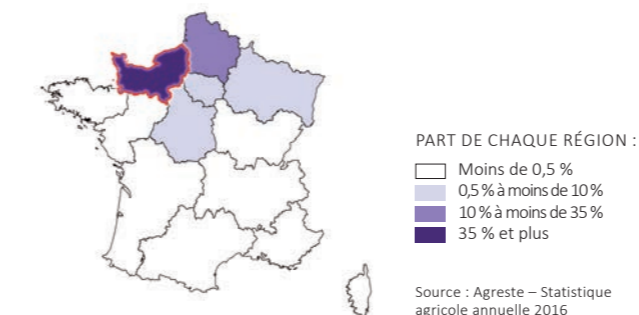 PART DE CHAQUE RÉGION :
Moins de 0,5 %
0,5 % à moins de 10 %
10 % à moins de 35 %
35 % et plus
Source : Agreste – Statistique
agricole annuelle 2016